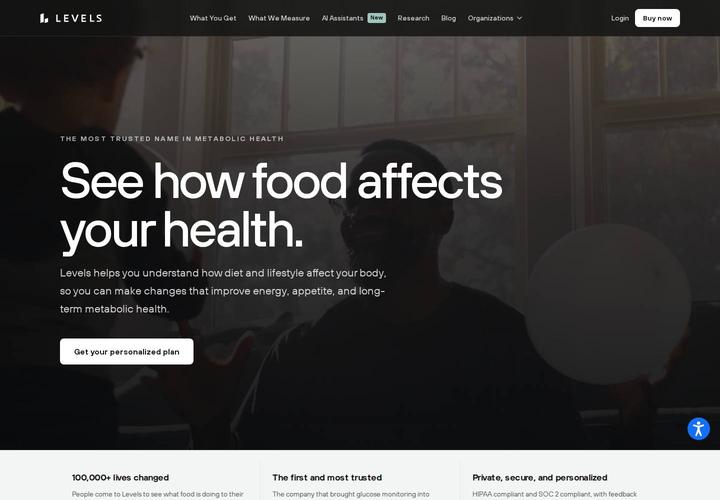 LEVELS
What You Get
What We Measure
AI Assistants New
Research
Blog
Organizations
Login
Buy now
THE MOST TRUSTED NAME IN METABOLIC HEALTH
See how food affects
your health.
Levels helps you understand how diet and lifestyle affect your body,
so you can make changes that improve energy, appetite, and long-
term metabolic health.
Get your personalized plan
100,000+ lives changed
People come to Levels to see what food is doing to their
The first and most trusted
The company that brought glucose monitoring into
Private, secure, and personalized
HIPAA compliant and SOC 2 compliant, with feedback